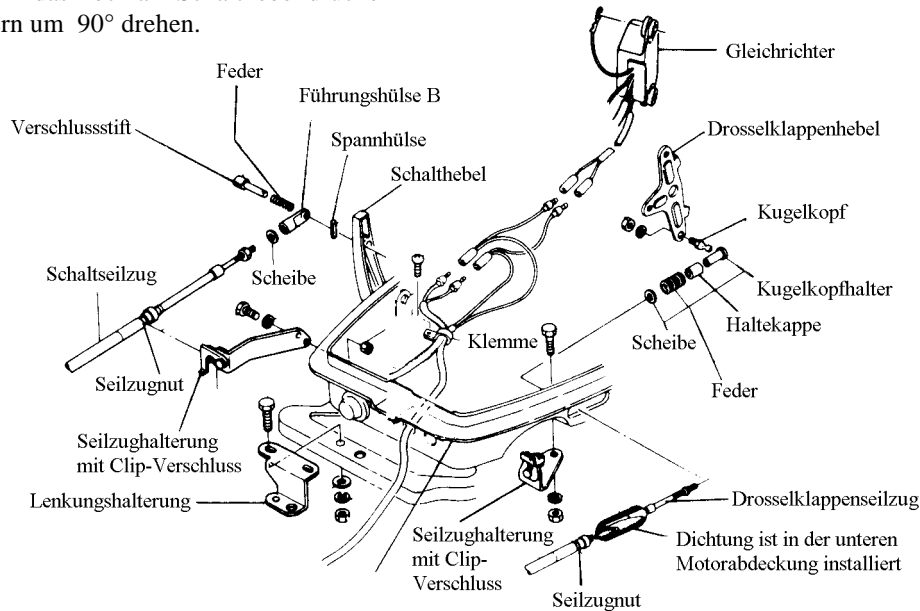 ern um 90° drehen.
Gleichrichter
Feder
Führungshülse B
Drosselklappenhebel
Verschlussstift
Spannhülse
Schalthebel
Kugelkopf
Scheibe
Schaltseilzug
Kugelkopfhalter
Haltekappe
Klemme
Scheibe
Seilzugnut
Feder
Seilzughalterung
mit Clip-Verschluss
Lenkungshalterung
Drosselklappenseilzug
Seilzughalterung
mit Clip-
Verschluss
Dichtung ist in der unteren
Motorabdeckung installiert
Seilzugnut